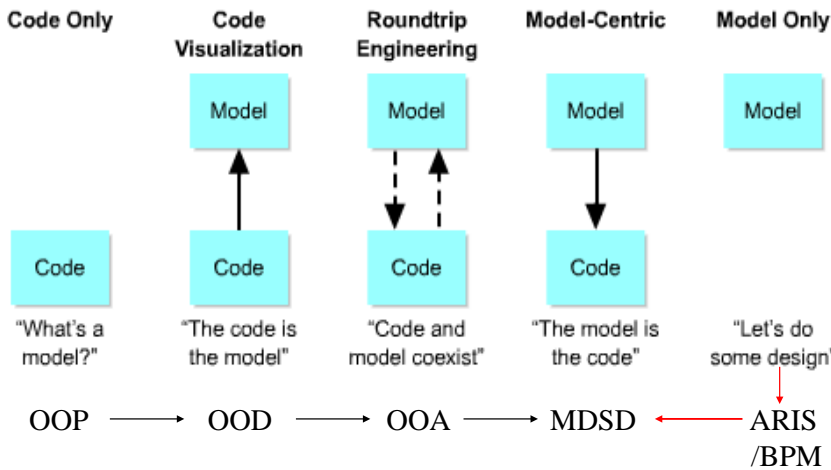 Code Only
Code
Visualization
Roundtrip
Engineering
Model-Centric
Model Only
Model
Model
Model
Model
Code
Code
Code
Code
“What’s a
model?”
“The code is
the model”
“Code and
model coexist”
“The model is
the code”
“Let’s do
some design”
OOP
OOD
OOA
MDSD
ARIS
/BPM